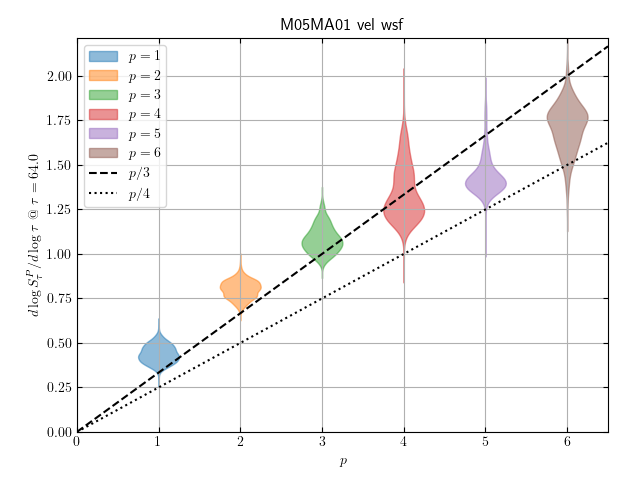 M05MA01 vel wsf
d log S_τ^P / d log τ @ τ = 64.0
2.00
1.75
1.50
1.25
1.00
0.75
0.50
0.25
0.00
p = 1
p = 2
p = 3
p = 4
p = 5
p = 6
p/3
p/4
0 1 2 3 4 5 6
p